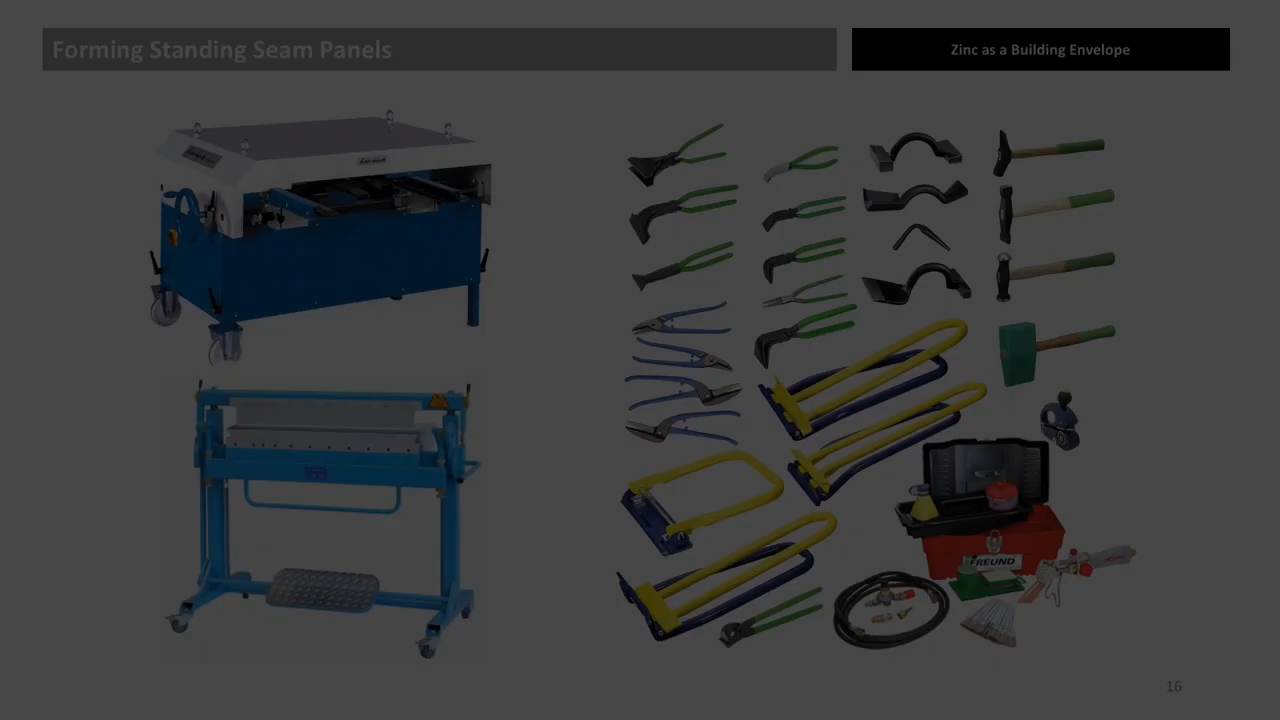 Forming Standing Seam Panels
Zinc as a Building Envelope
FREUND
16